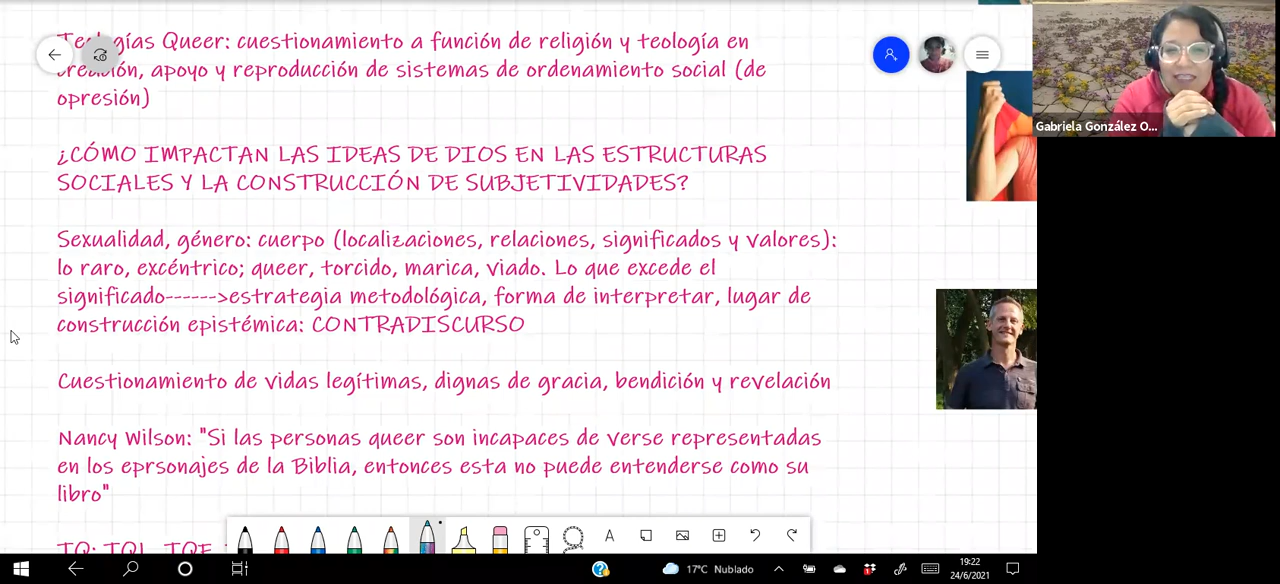 Teologías Queer: cuestionamiento a función de religión y teología en
creación, apoyo y reproducción de sistemas de ordenamiento social (de
opresión)
¿CÓMO IMPACTAN LAS IDEAS DE DIOS EN LAS ESTRUCTURAS
SOCIALES Y LA CONSTRUCCIÓN DE SUBJETIVIDADES?
Sexualidad, género: cuerpo (localizaciones, relaciones, significados y valores):
lo raro, excéntrico; queer, torcido, marica, viado. Lo que excede el
significado------>estrategia metodológica, forma de interpretar, lugar de
construcción epistémica: CONTRADISCURSO
Cuestionamiento de vidas legítimas, dignas de gracia, bendición y revelación
Nancy Wilson: "Si las personas queer son incapaces de verse representadas
en los eprsonajes de la Biblia, entonces esta no puede entenderse como su
libro"
TQ: TQL, TQF
Gabriela González O...
A
17°C Nublado
19:22
24/6/2021